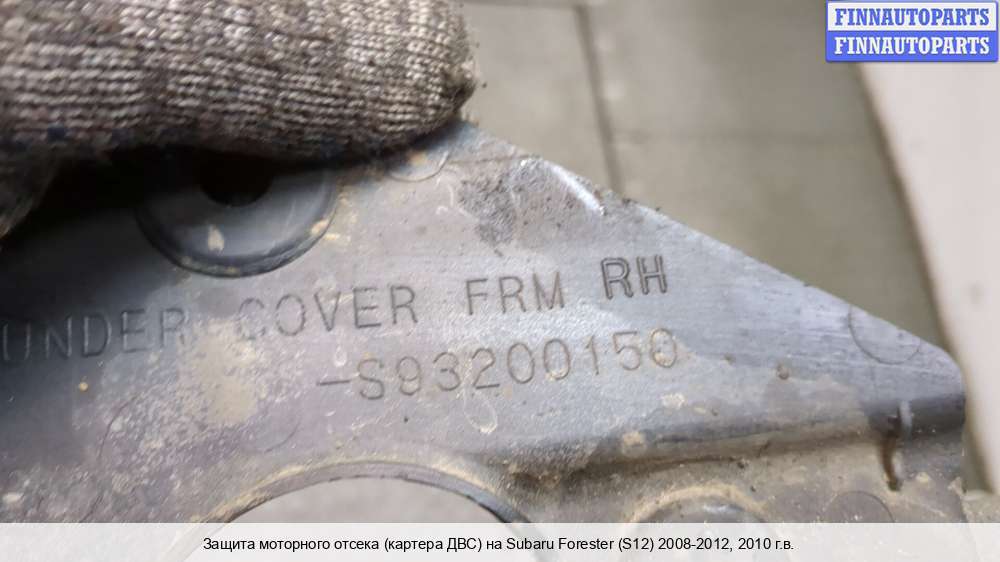 FINNAUTOPARTS
FINNAUTOPARTS
UNDER COVER FRM RH
-S93200150
Защита моторного отсека (картера ДВС) на Subaru Forester (S12) 2008-2012, 2010 г.в.